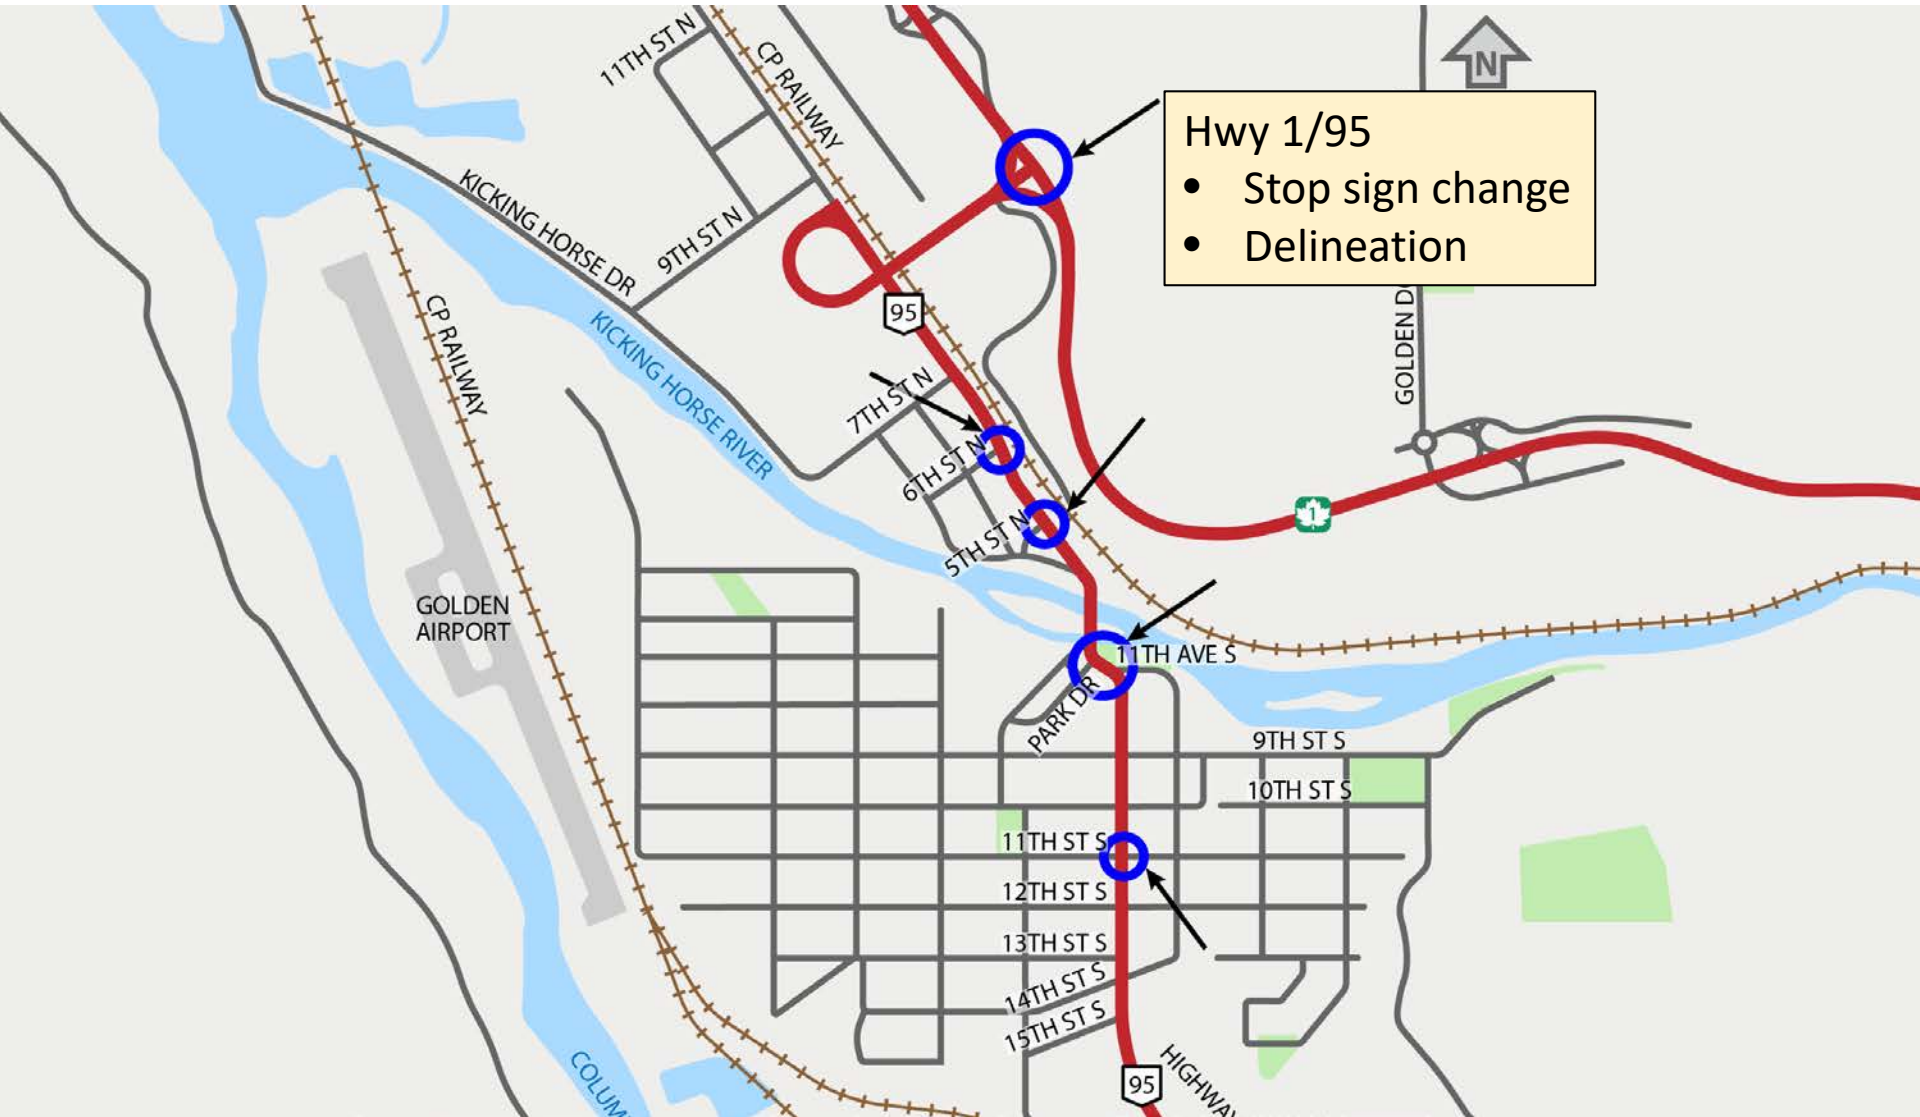 11TH ST N
CP RAILWAY
N
Hwy 1/95
• Stop sign change
• Delineation
KICKING HORSE DR
9TH ST N
95
CP RAILWAY
KICKING HORSE RIVER
7TH ST N
6TH ST N
5TH ST N
GOLDEN D
1
GOLDEN
AIRPORT
11TH AVE S
PARK DR
9TH ST S
10TH ST S
11TH ST S
12TH ST S
13TH ST S
14TH ST S
15TH ST S
95
HIGHWAY
COLUM